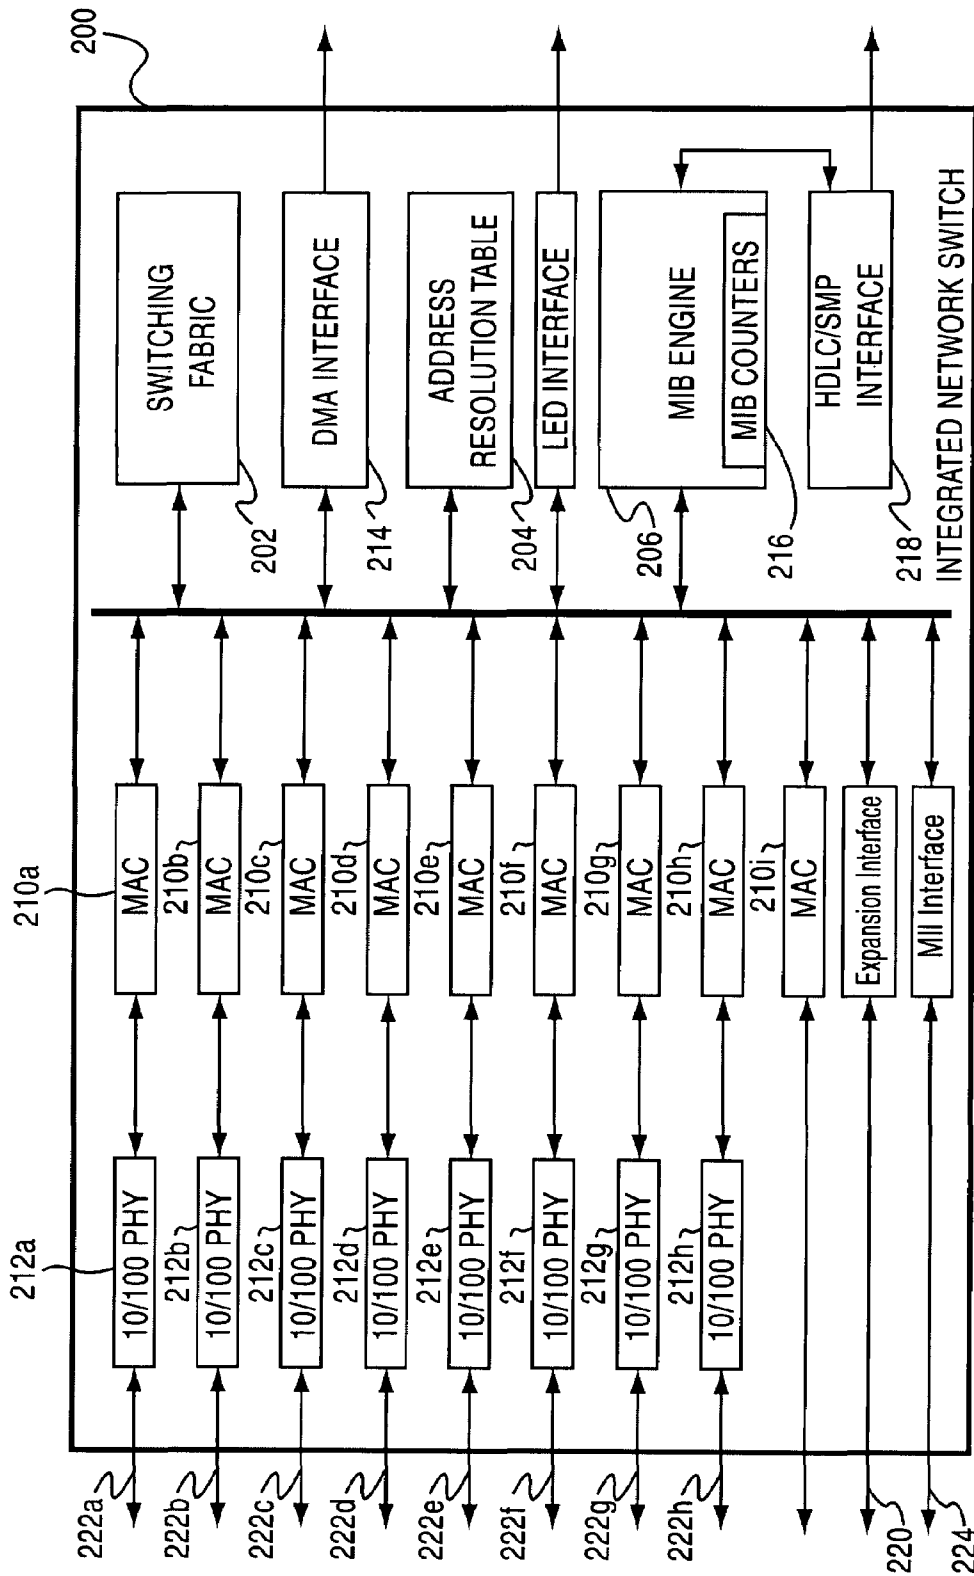 200
SWITCHING
FABRIC
202
DMA INTERFACE
214
ADDRESS
RESOLUTION TABLE
204
LED INTERFACE
MIB ENGINE
206
MIB COUNTERS
216
HDLC/SMP
INTERFACE
218
INTEGRATED NETWORK SWITCH
210a
MAC
210b
MAC
210c
MAC
210d
MAC
210e
MAC
210f
MAC
210g
MAC
210h
MAC
210i
MAC
Expansion Interface
MII Interface
212a
10/100 PHY
212b
10/100 PHY
212c
10/100 PHY
212d
10/100 PHY
212e
10/100 PHY
212f
10/100 PHY
212g
10/100 PHY
212h
10/100 PHY
222a
222b
222c
222d
222e
222f
222g
222h
220
224